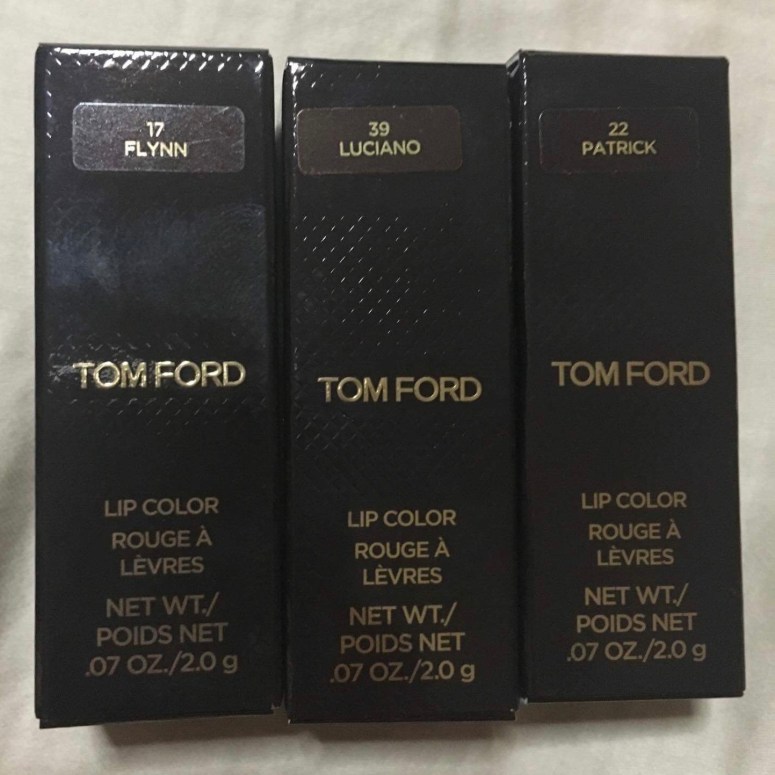 17
FLYNN
TOM FORD
LIP COLOR
ROUGE À
LÈVRES
NET WT./
POIDS NET
.07 OZ./2.0 g
39
LUCIANO
TOM FORD
LIP COLOR
ROUGE À
LÈVRES
NET WT./
POIDS NET
.07 OZ./2.0 g
22
PATRICK
TOM FORD
LIP COLOR
ROUGE À
LÈVRES
NET WT./
POIDS NET
.07 OZ./2.0 g